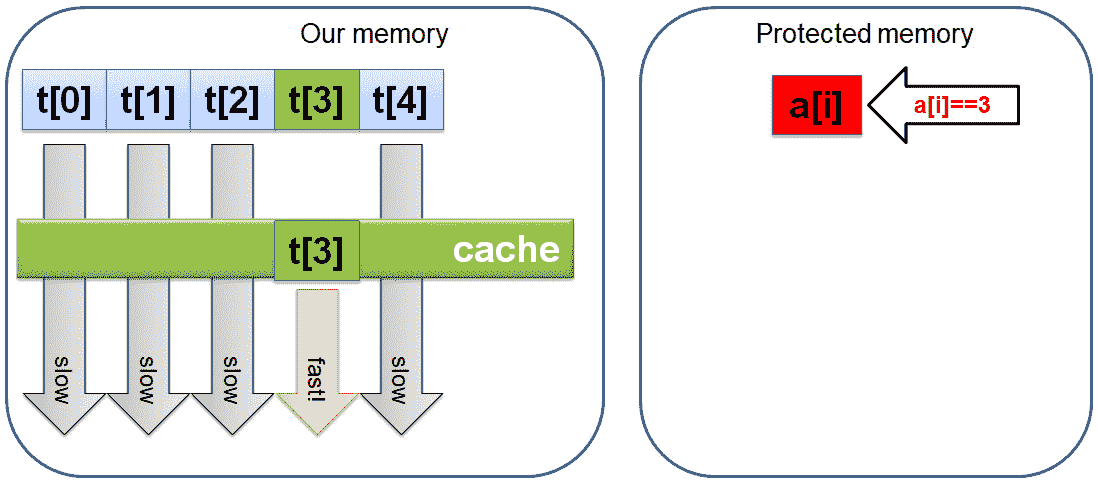 Our memory
t[0] t[1] t[2] t[3] t[4]
t[3] cache
slow slow slow fast! slow
Protected memory
a[i] a[i]==3